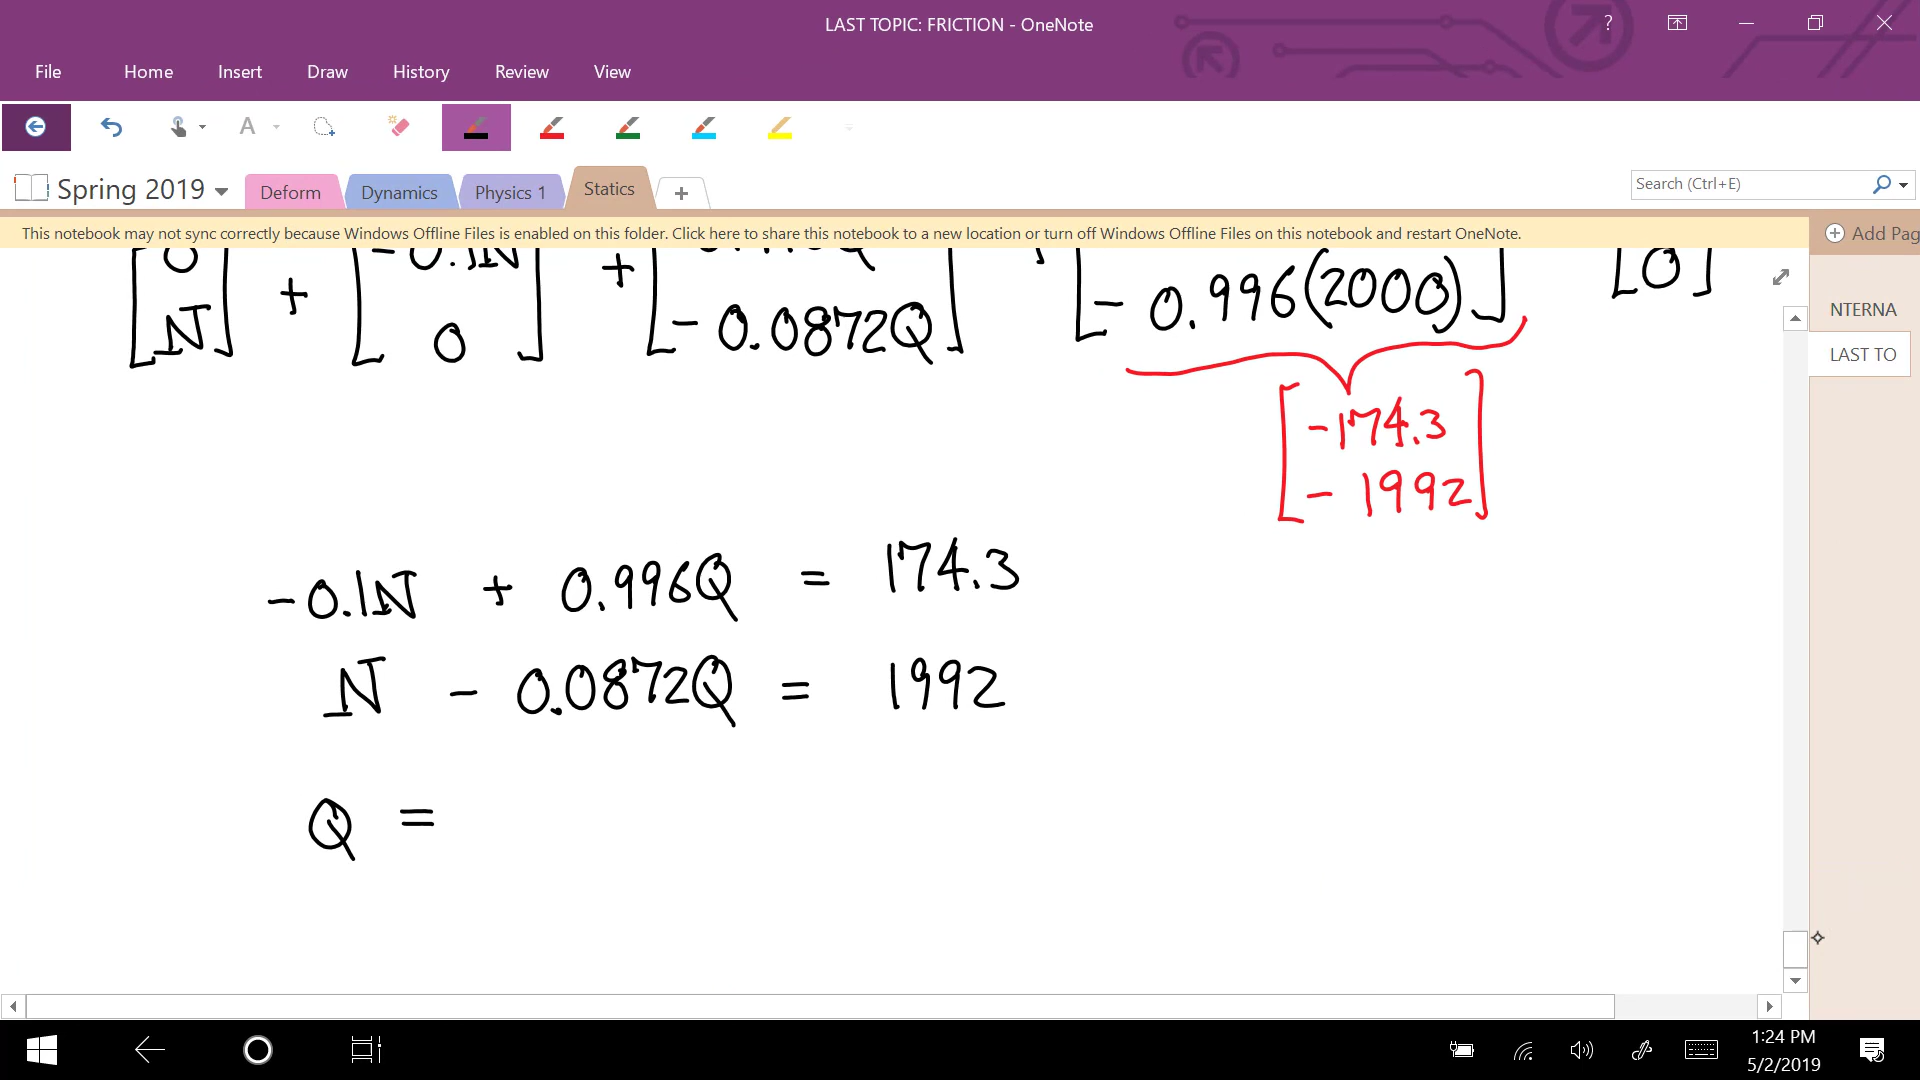 LAST TOPIC: FRICTION - OneNote
?
File Home Insert Draw History Review View
A
Spring 2019 Deform Dynamics Physics 1 Statics +
Search (Ctrl+E)
This notebook may not sync correctly because Windows Offline Files is enabled on this folder. Click here to share this notebook to a new location or turn off Windows Offline Files on this notebook and restart OneNote.
Add Pag
NTERNA
LAST TO
0 - 0.1N
N + 0 + - 0.0872Q - 0.996(2000) [0]
-174.3
- 1992
-0.1N + 0.996Q = 174.3
N - 0.0872Q = 1992
Q =
1:24 PM
5/2/2019